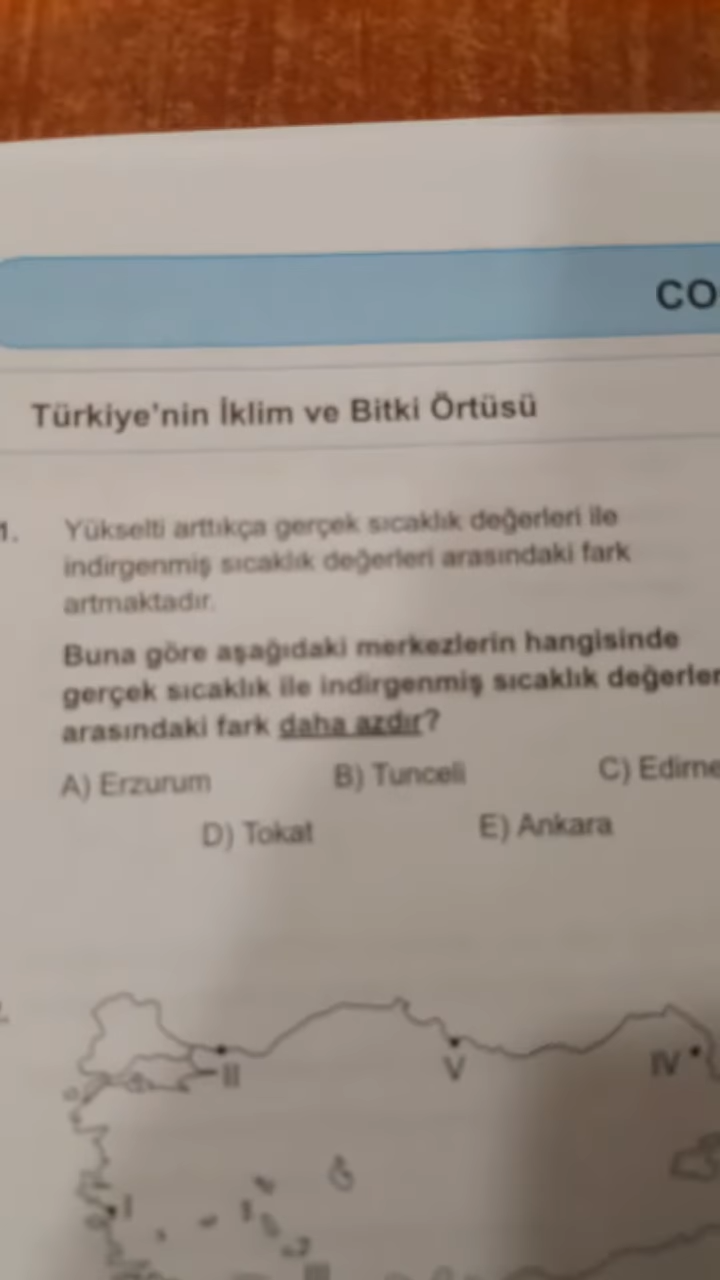 CO
Türkiye'nin İklim ve Bitki Örtüsü
1. Yükselti arttıkça gerçek sıcaklık değerleri ile
indirgenmiş sıcaklık değerleri arasındaki fark
artmaktadır.
Buna göre aşağıdaki merkezlerin hangisinde
gerçek sıcaklık ile indirgenmiş sıcaklık değerler
arasındaki fark daha azdır?
A) Erzurum B) Tunceli C) Edirne
D) Tokat E) Ankara
II V IV
I
III